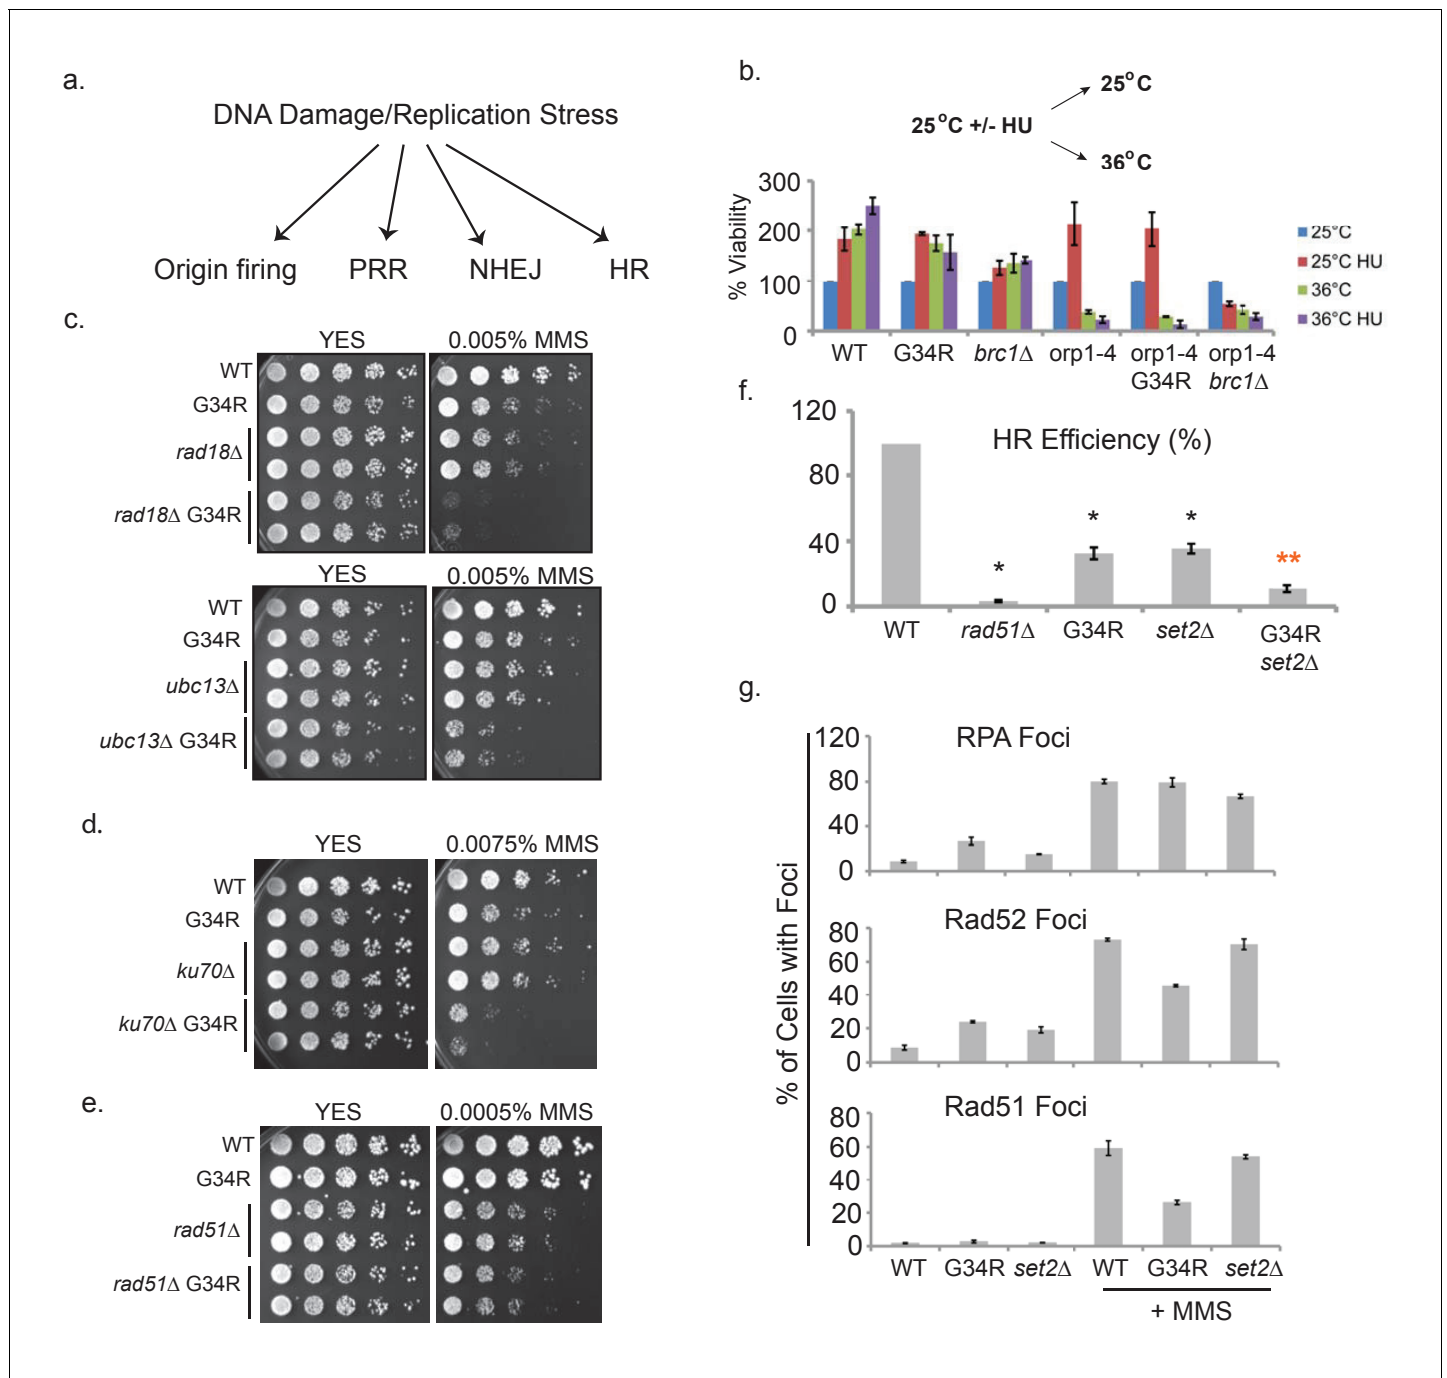 a.
DNA Damage/Replication Stress
Origin firing PRR NHEJ HR
b.
25°C +/- HU
25°C
36°C
% Viability
300
200
100
0
25°C
25°C HU
36°C
36°C HU
WT G34R brc1Δ orp1-4 orp1-4 G34R orp1-4 brc1Δ
c.
YES 0.005% MMS
WT
G34R
rad18Δ
rad18Δ G34R
YES 0.005% MMS
WT
G34R
ubc13Δ
ubc13Δ G34R
d.
YES 0.0075% MMS
WT
G34R
ku70Δ
ku70Δ G34R
e.
YES 0.0005% MMS
WT
G34R
rad51Δ
rad51Δ G34R
f.
HR Efficiency (%)
120
80
40
0
* * * **
WT rad51Δ G34R set2Δ G34R set2Δ
g.
% of Cells with Foci
RPA Foci
120
80
40
0
Rad52 Foci
80
60
40
20
0
Rad51 Foci
80
60
40
20
0
WT G34R set2Δ WT G34R set2Δ
+ MMS